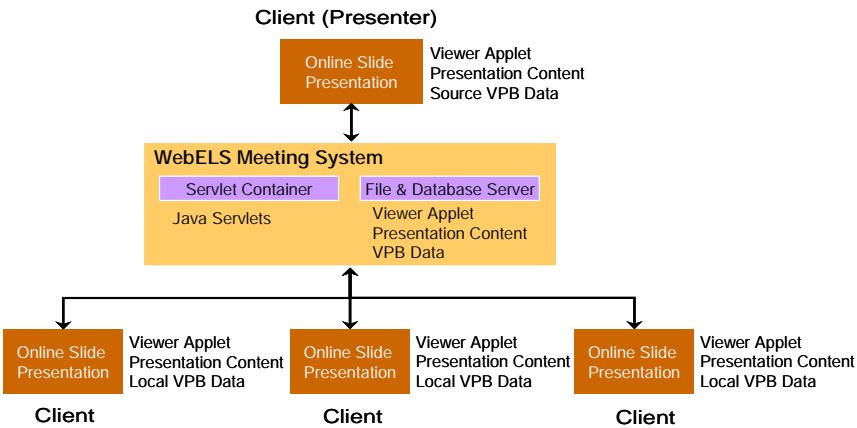 Client (Presenter)
Online Slide
Presentation
Viewer Applet
Presentation Content
Source VPB Data
WebELS Meeting System
Servlet Container
Java Servlets
File & Database Server
Viewer Applet
Presentation Content
VPB Data
Online Slide
Presentation
Viewer Applet
Presentation Content
Local VPB Data
Client
Online Slide
Presentation
Viewer Applet
Presentation Content
Local VPB Data
Client
Online Slide
Presentation
Viewer Applet
Presentation Content
Local VPB Data
Client